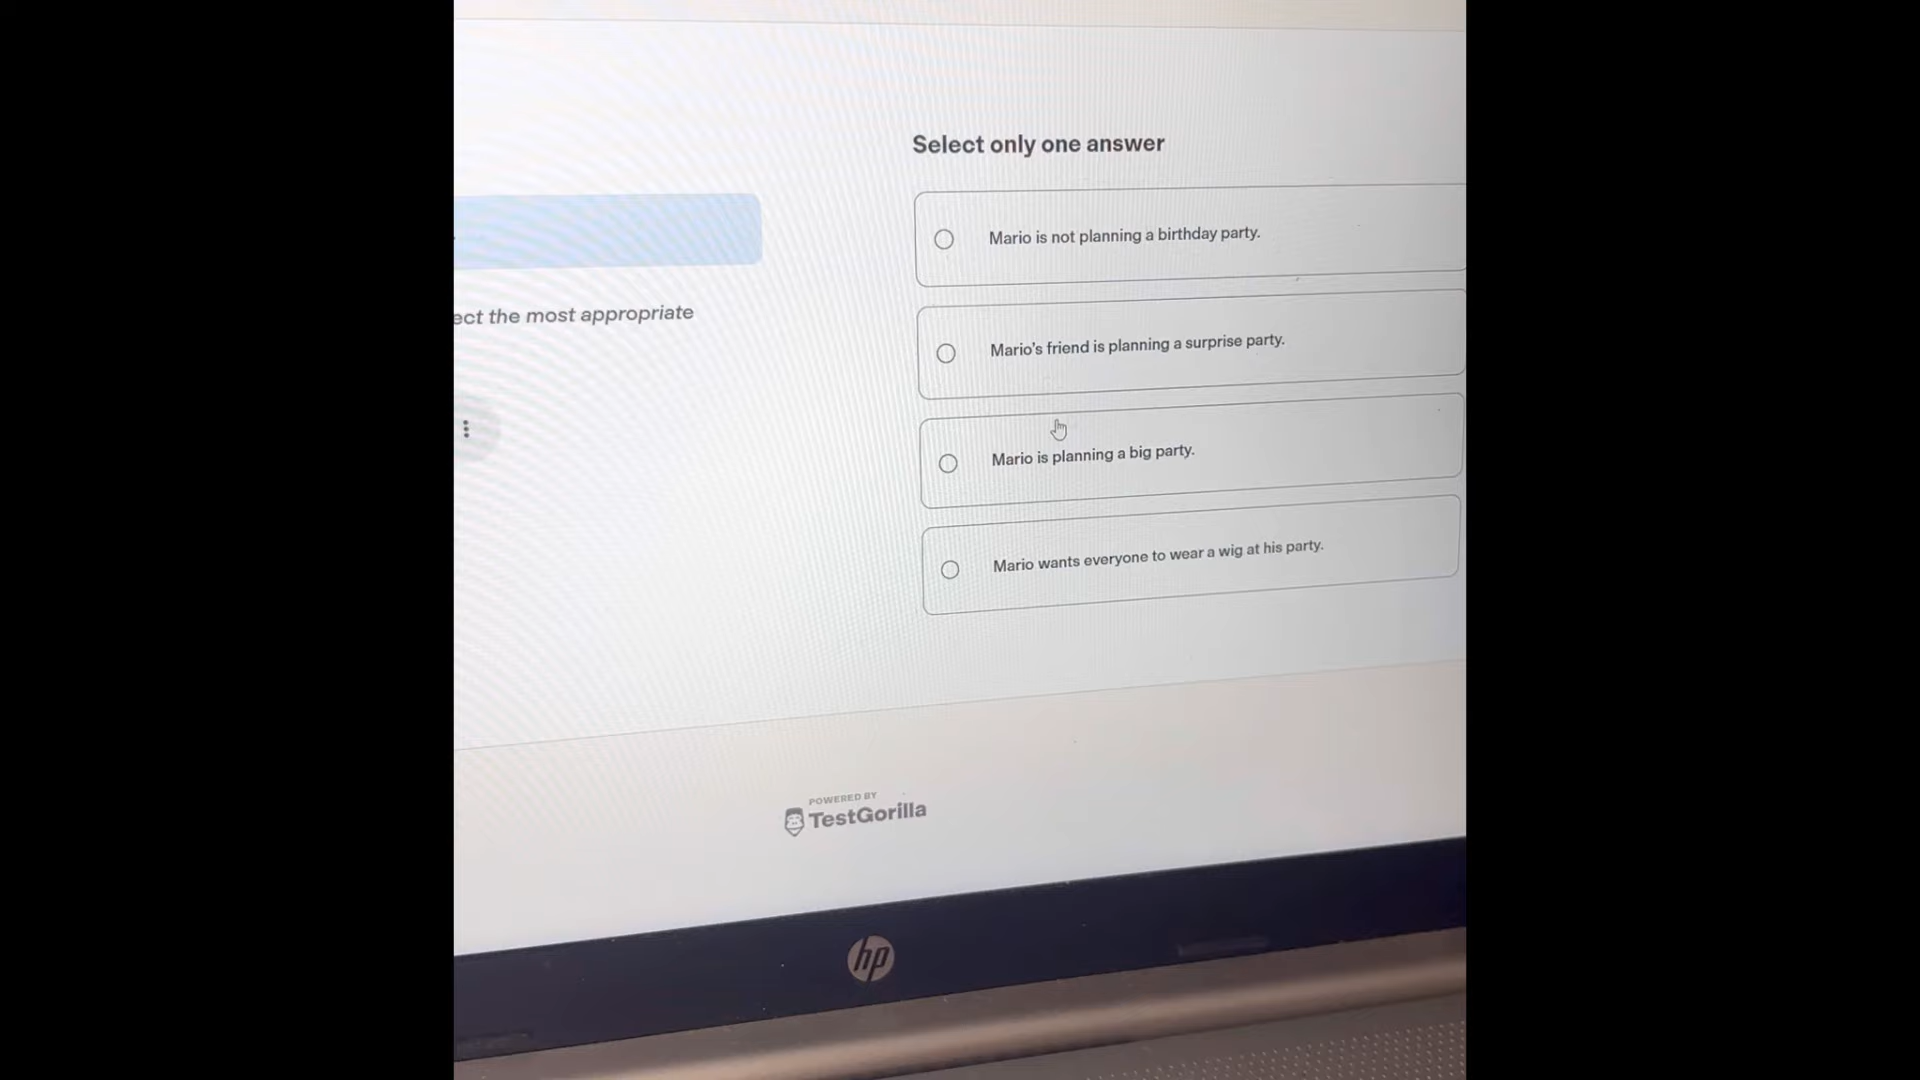 Select only one answer
Mario is not planning a birthday party.
ect the most appropriate
Mario's friend is planning a surprise party.
Mario is planning a big party.
Mario wants everyone to wear a wig at his party.
POWERED BY
TestGorilla
hp